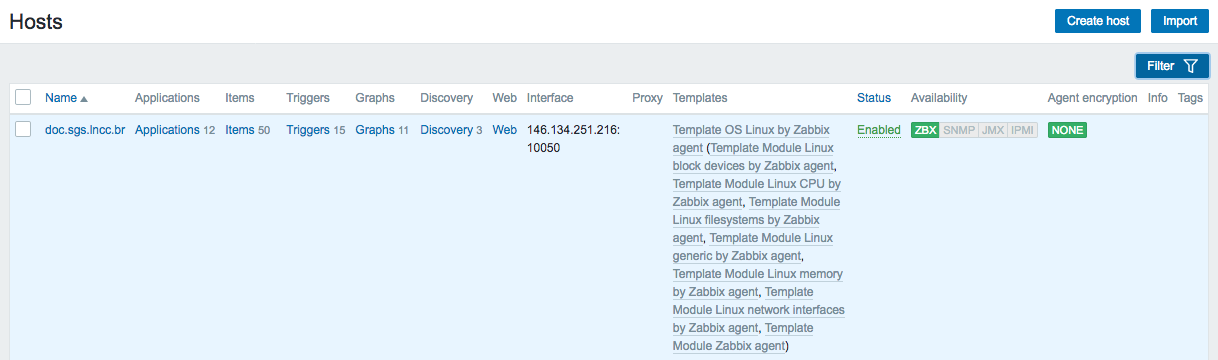 Hosts
Create host
Import
Filter
Name Applications Items Triggers Graphs Discovery Web Interface Proxy Templates Status Availability Agent encryption Info Tags
doc.sgs.lncc.br Applications 12 Items 50 Triggers 15 Graphs 11 Discovery 3 Web 146.134.251.216: Template OS Linux by Zabbix Enabled ZBX SNMP JMX IPMI NONE
10050 agent (Template Module Linux
block devices by Zabbix agent,
Template Module Linux CPU by
Zabbix agent, Template Module
Linux filesystems by Zabbix
agent, Template Module Linux
generic by Zabbix agent,
Template Module Linux memory
by Zabbix agent, Template
Module Linux network interfaces
by Zabbix agent, Template
Module Zabbix agent)